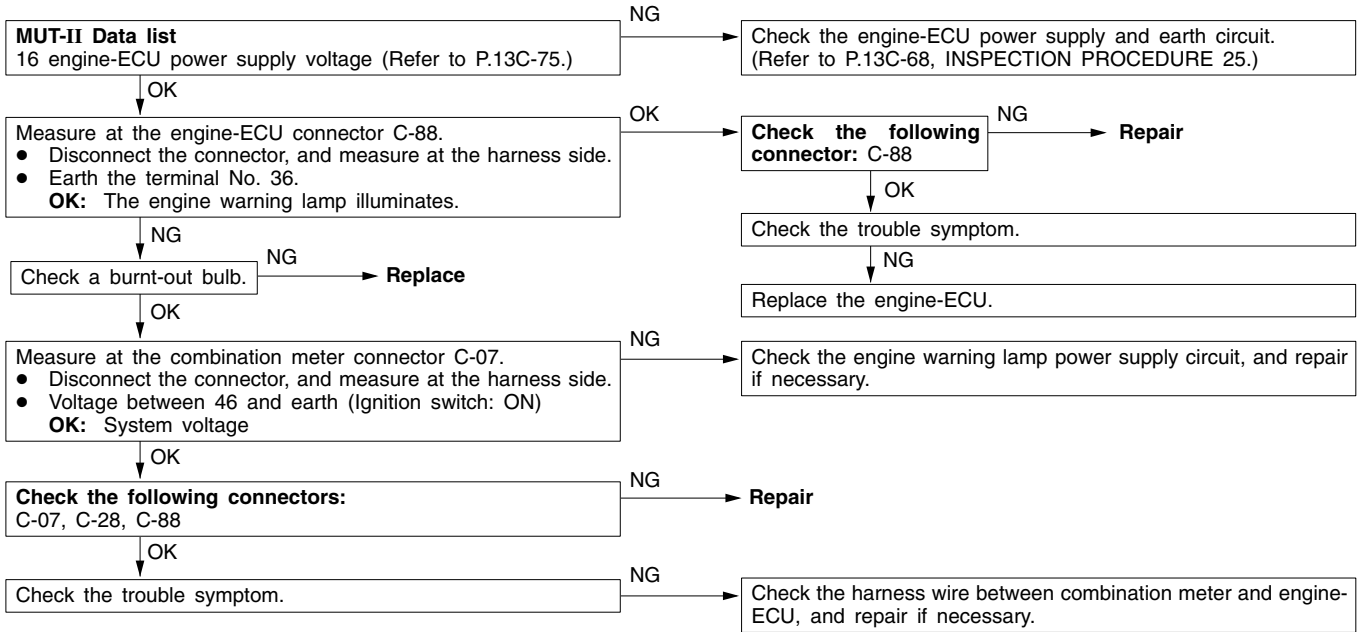 MUT-II Data list
16 engine-ECU power supply voltage (Refer to P.13C-75.)
NG
Check the engine-ECU power supply and earth circuit.
(Refer to P.13C-68, INSPECTION PROCEDURE 25.)
OK
Measure at the engine-ECU connector C-88.
● Disconnect the connector, and measure at the harness side.
● Earth the terminal No. 36.
OK: The engine warning lamp illuminates.
OK
Check the following
connector: C-88
NG
Repair
OK
Check the trouble symptom.
NG
Replace the engine-ECU.
NG
Check a burnt-out bulb.
NG
Replace
OK
Measure at the combination meter connector C-07.
● Disconnect the connector, and measure at the harness side.
● Voltage between 46 and earth (Ignition switch: ON)
OK: System voltage
NG
Check the engine warning lamp power supply circuit, and repair
if necessary.
OK
Check the following connectors:
C-07, C-28, C-88
NG
Repair
OK
Check the trouble symptom.
NG
Check the harness wire between combination meter and engine-
ECU, and repair if necessary.